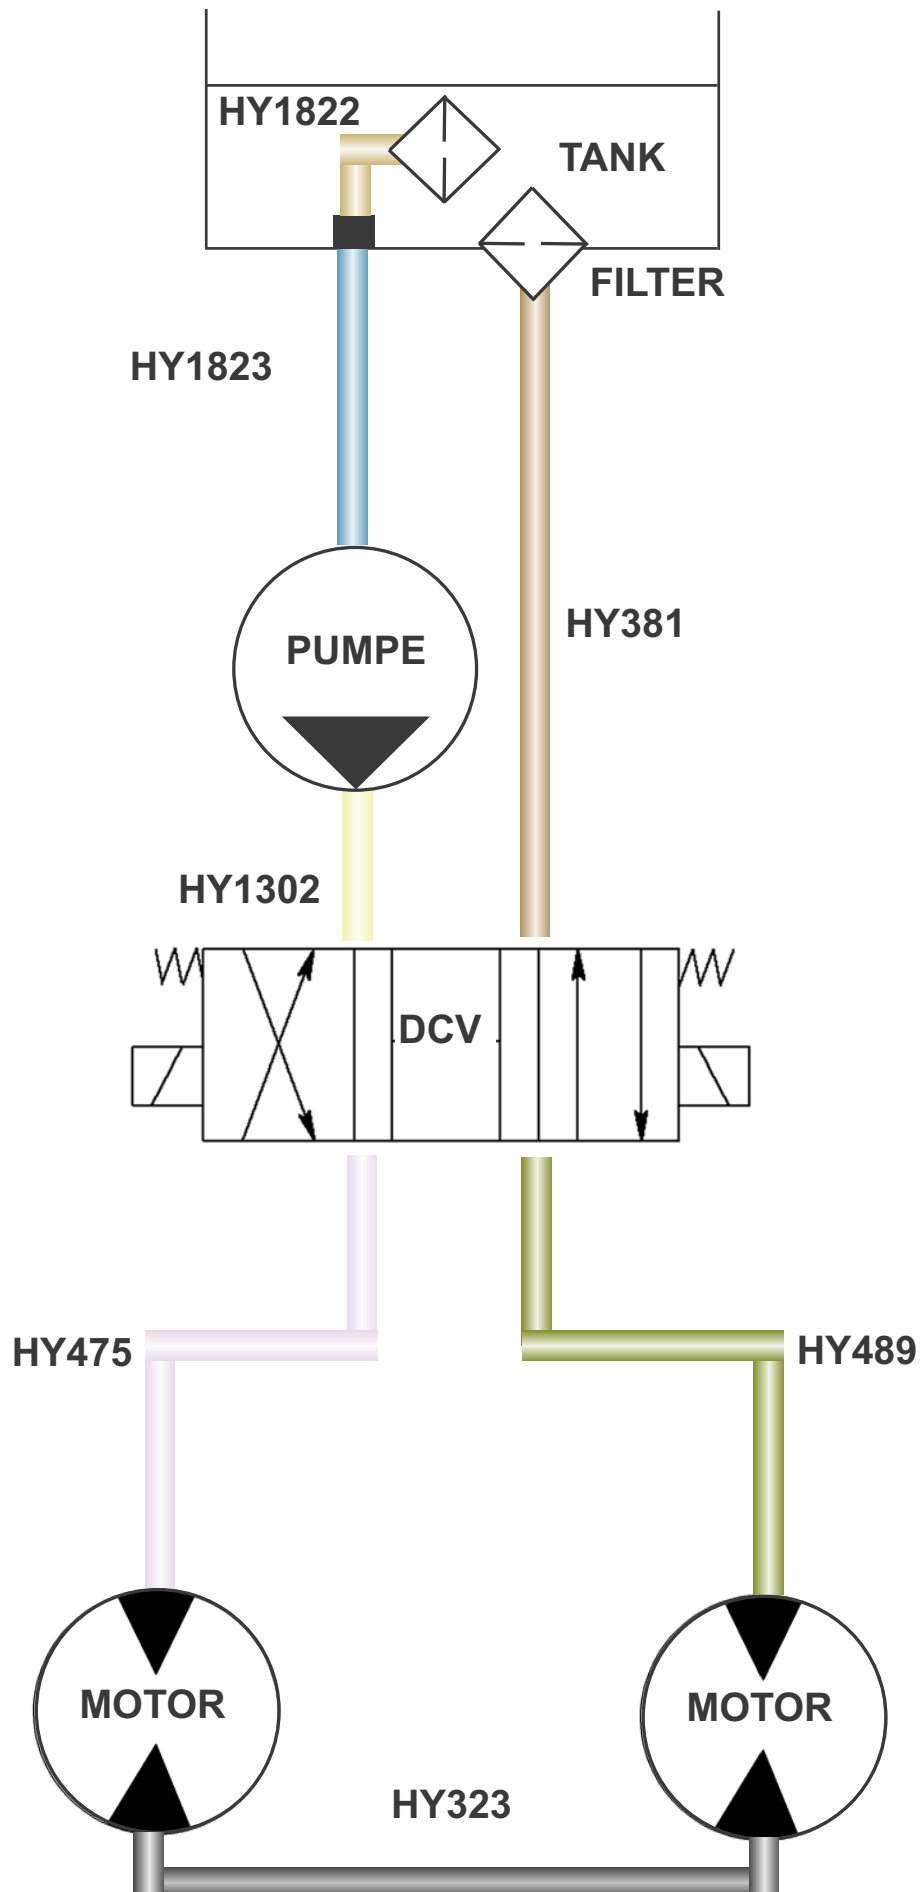 HY1822
TANK
FILTER
HY1823
HY381
PUMPE
HY1302
DCV
HY475
HY489
MOTOR
MOTOR
HY323